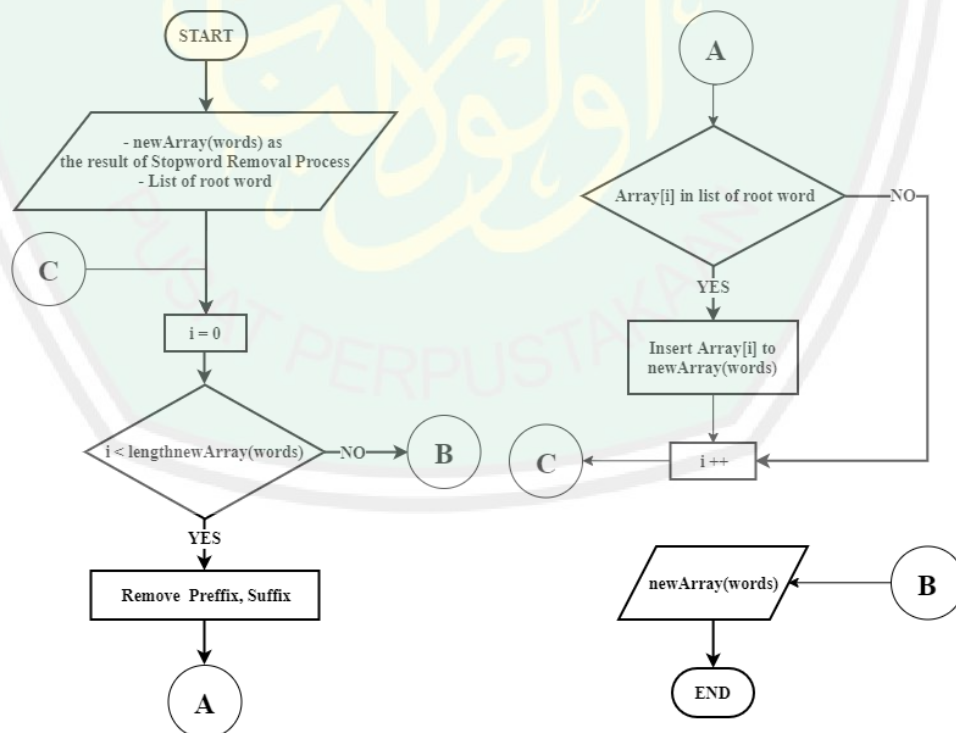 START
- newArray(words) as
the result of Stopword Removal Process
- List of root word
C
i = 0
i < lengthnewArray(words)
NO
B
YES
Remove Preffix, Suffix
A
A
Array[i] in list of root word
NO
YES
Insert Array[i] to
newArray(words)
C
i ++
newArray(words)
B
END
PUSAT PERPUSTAKAAN